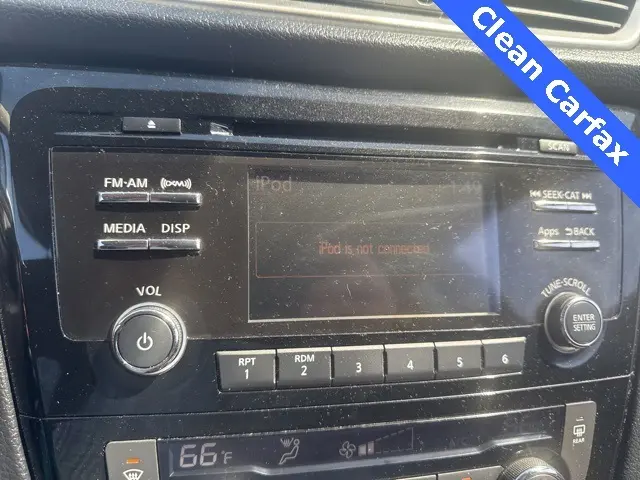 Clean Carfax
SCAN
FM-AM
MEDIA DISP
iPod
iPod is not connected.
SEEK-CAT
Apps BACK
VOL
TUNE-SCROLL
ENTER
SETTING
RPT
1
RDM
2
3
4
5
6
66°F
REAR